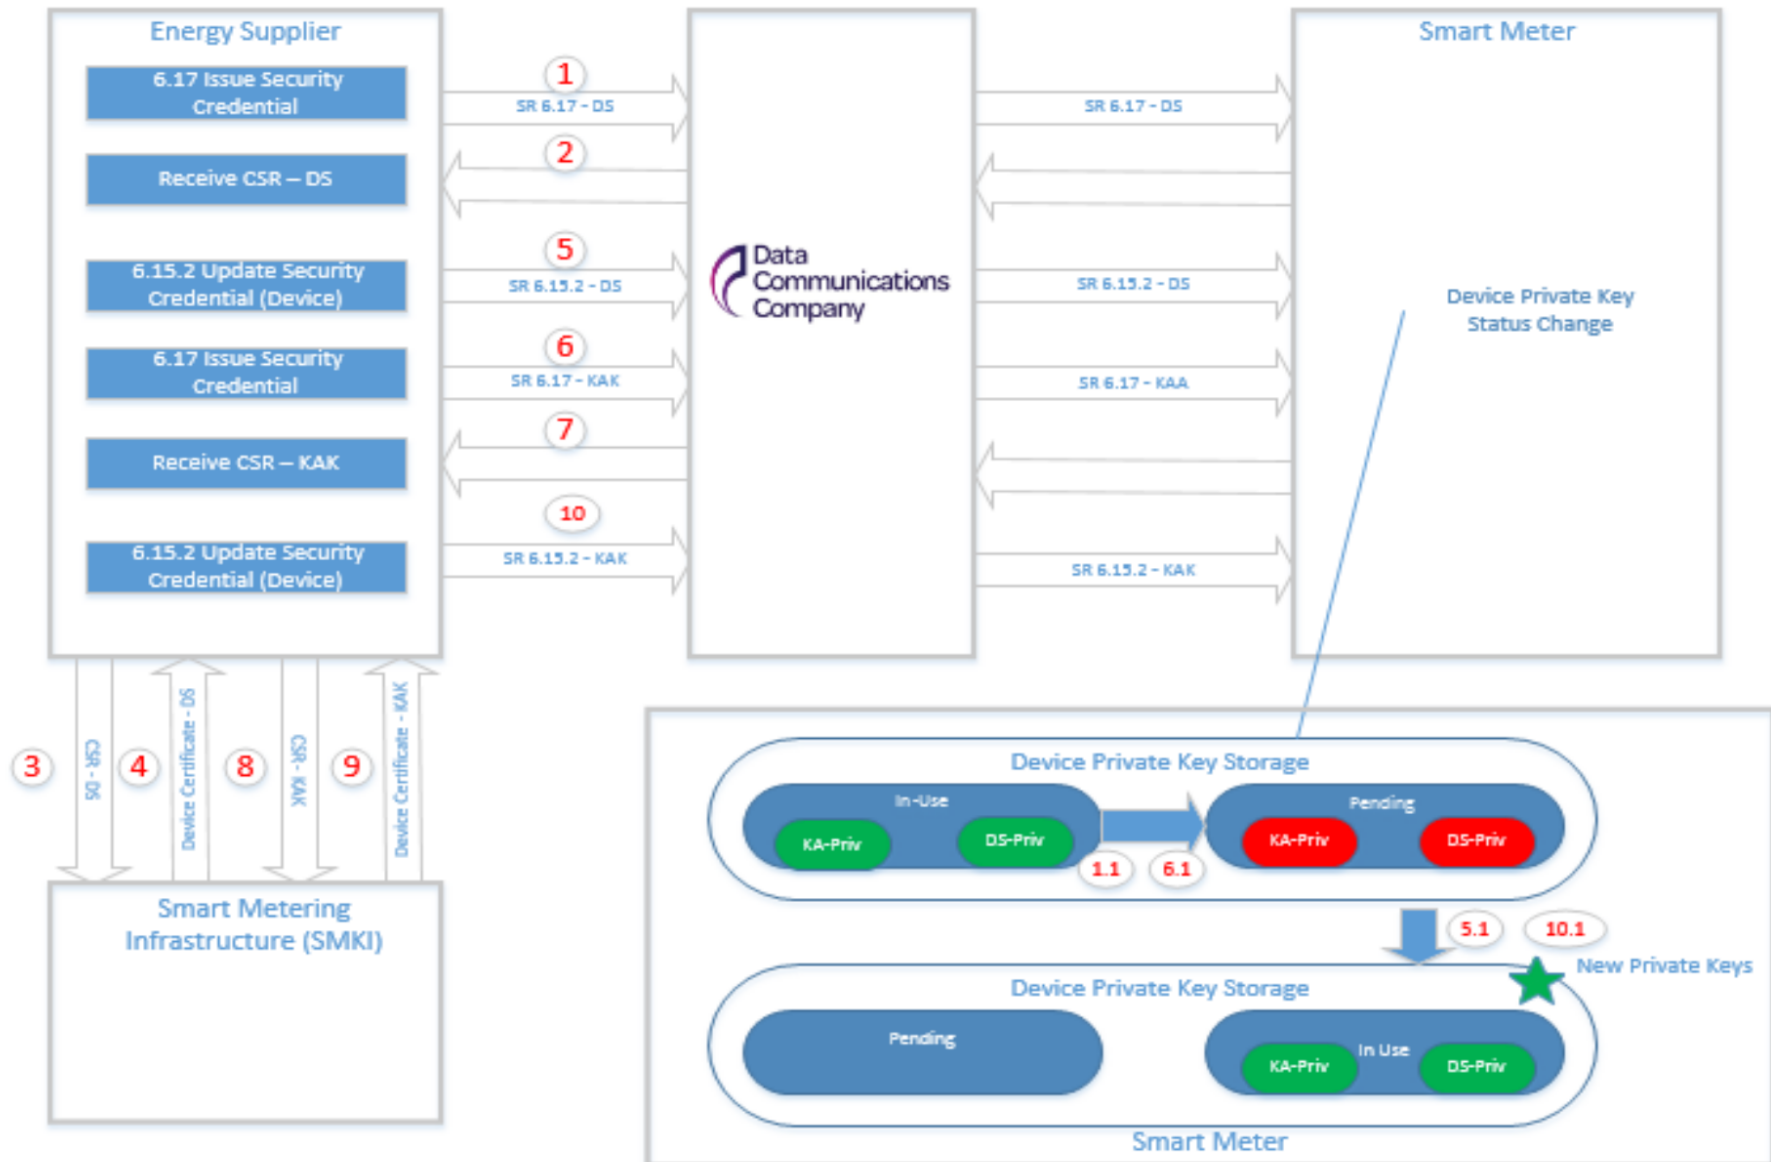 Energy Supplier
6.17 Issue Security
Credential
Receive CSR – DS
6.15.2 Update Security
Credential (Device)
6.17 Issue Security
Credential
Receive CSR – KAK
6.15.2 Update Security
Credential (Device)
1
SR 6.17 - DS
2
5
SR 6.15.2 - DS
6
SR 6.17 - KAK
7
10
SR 6.15.2 - KAK
Data
Communications
Company
SR 6.17 - DS
SR 6.15.2 - DS
SR 6.17 - KAA
SR 6.15.2 - KAK
Smart Meter
Device Private Key
Status Change
3
CSR - DS
4
Device Certificate - DS
8
CSR - KAK
9
Device Certificate - KAK
Smart Metering
Infrastructure (SMKI)
Device Private Key Storage
In-Use
KA-Priv
DS-Priv
1.1
6.1
Pending
KA-Priv
DS-Priv
5.1
10.1
New Private Keys
Device Private Key Storage
Pending
In Use
KA-Priv
DS-Priv
Smart Meter